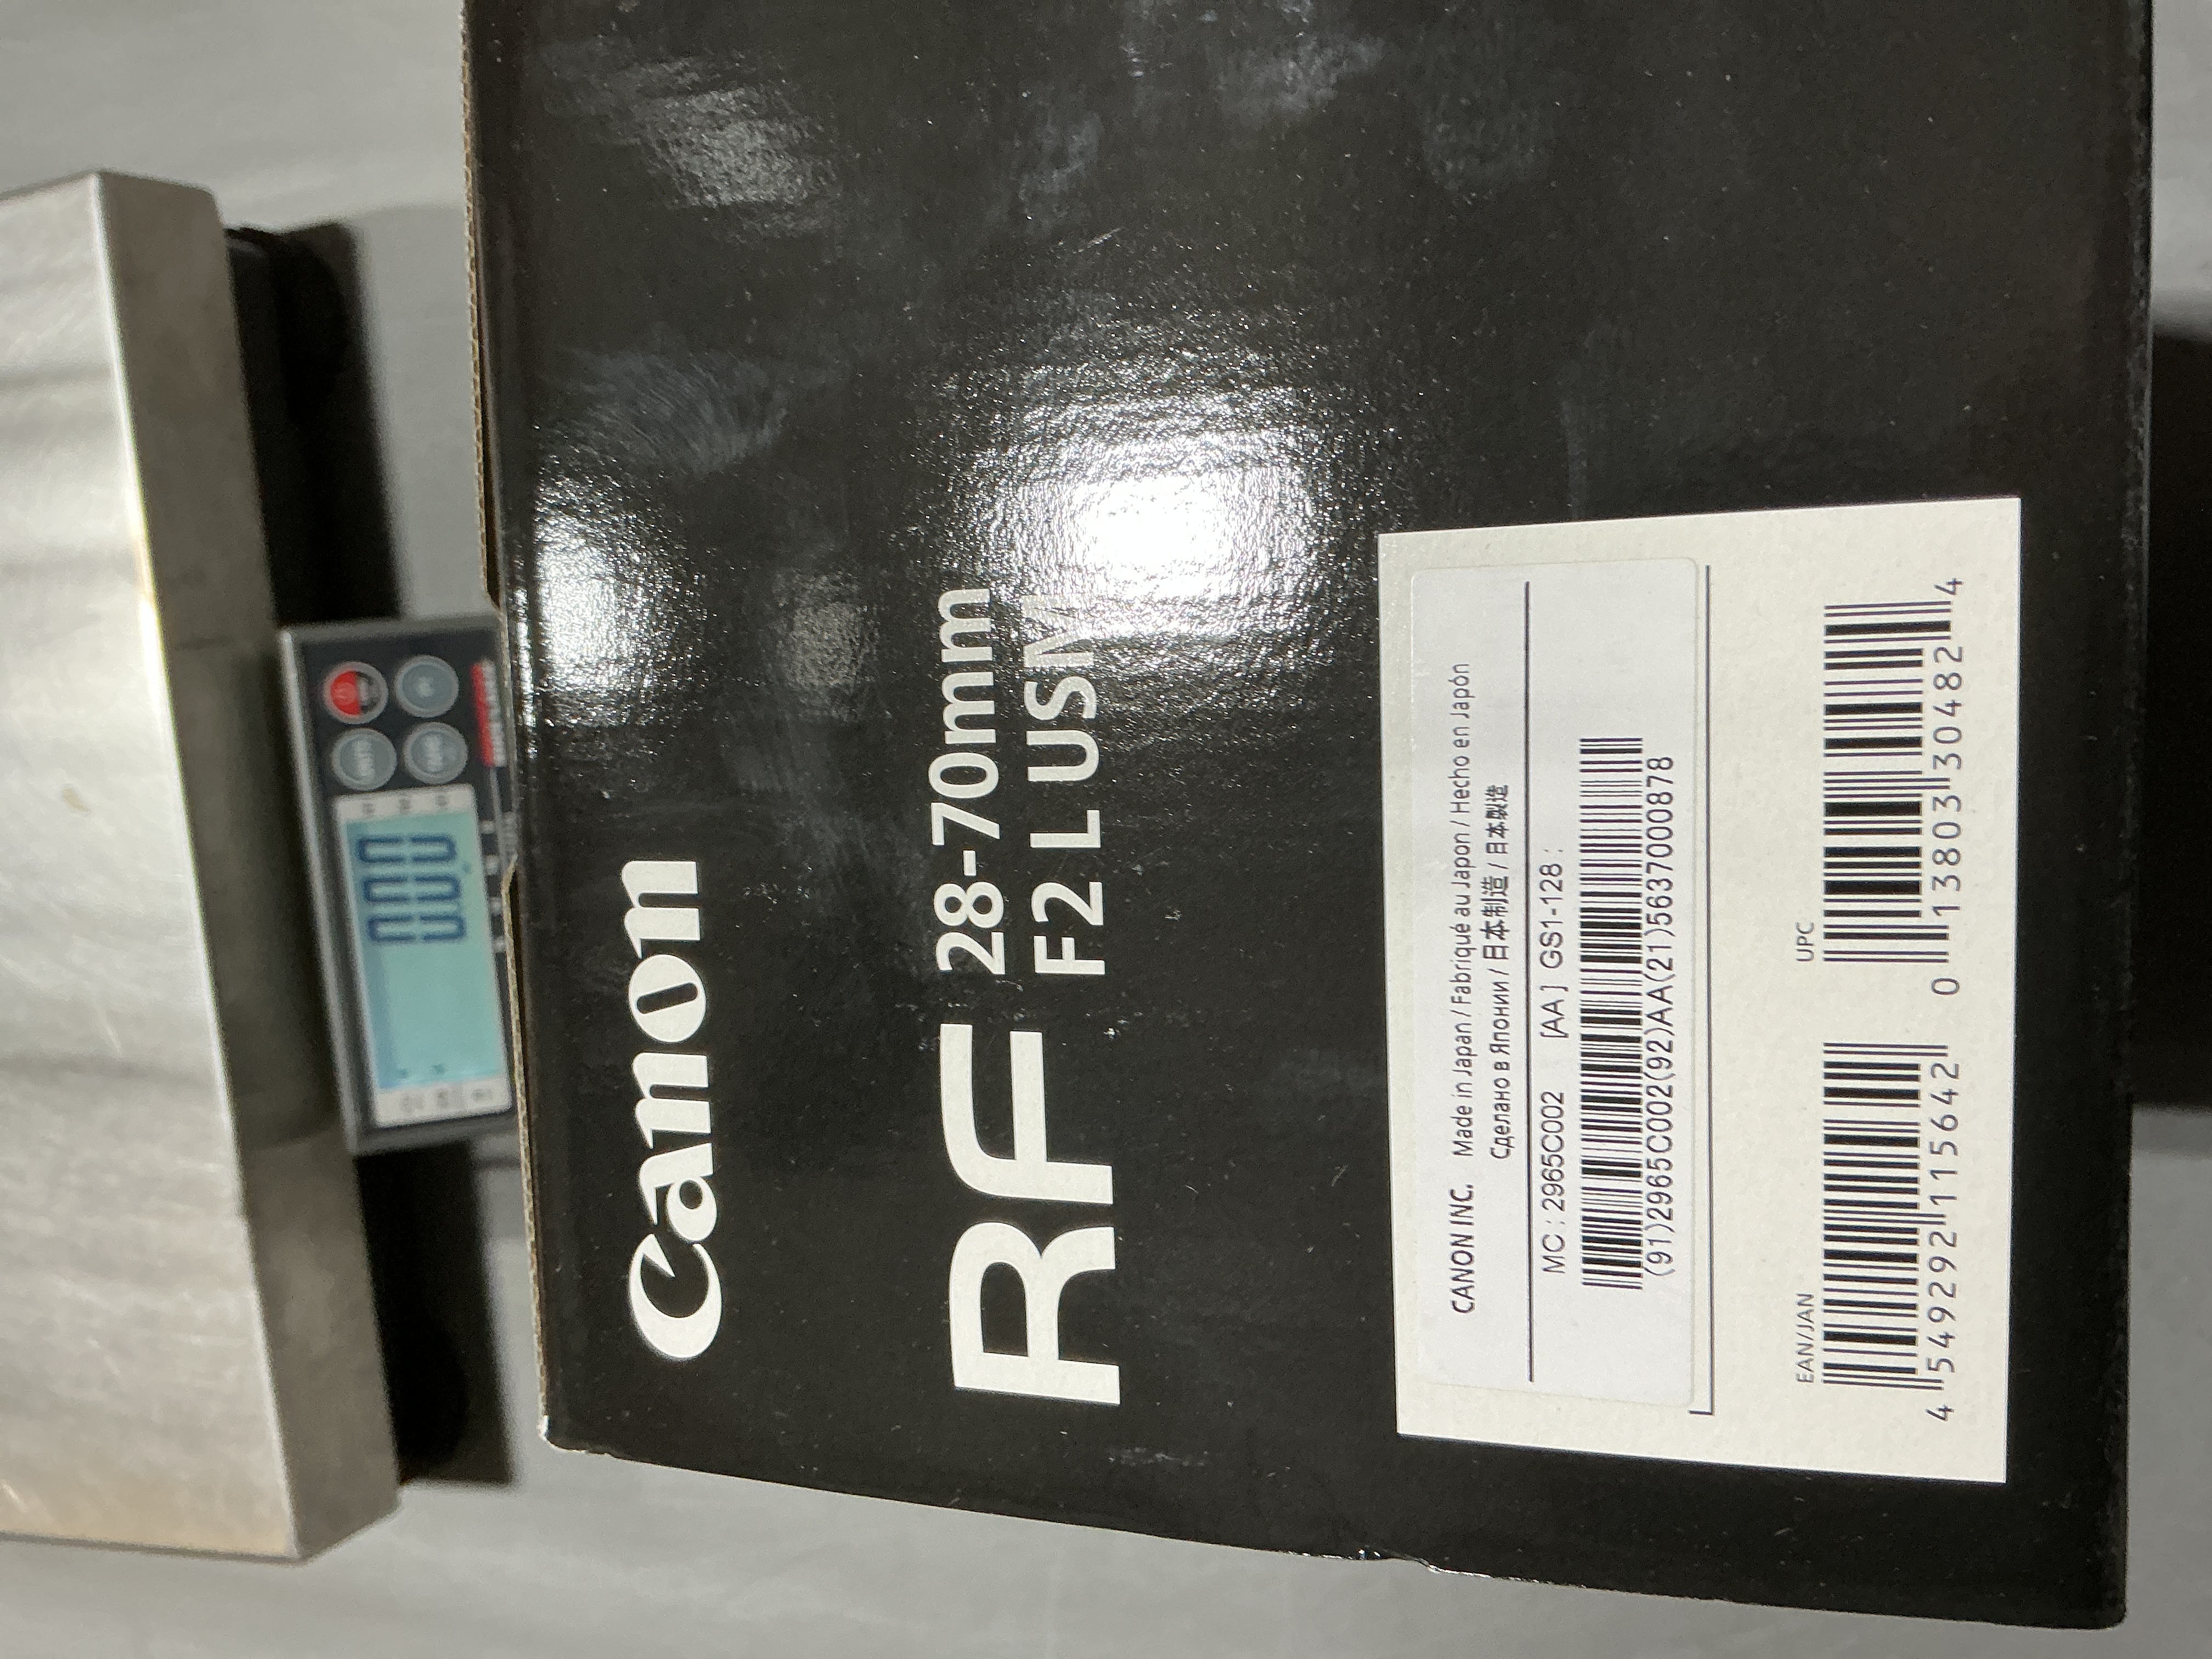 Canon
RF 28-70mm
F2 L USM
CANON INC. Made in Japan / Fabriqué au Japon / Hecho en Japón
Сделано в Японии / 日本制造 / 日本製造
MC : 2965C002 [AA] GS1-128 :
(91)2965C002(92)AA(21)5637000878
EAN/JAN
4 549292 115642
UPC
0 13803 30482 4
0.00